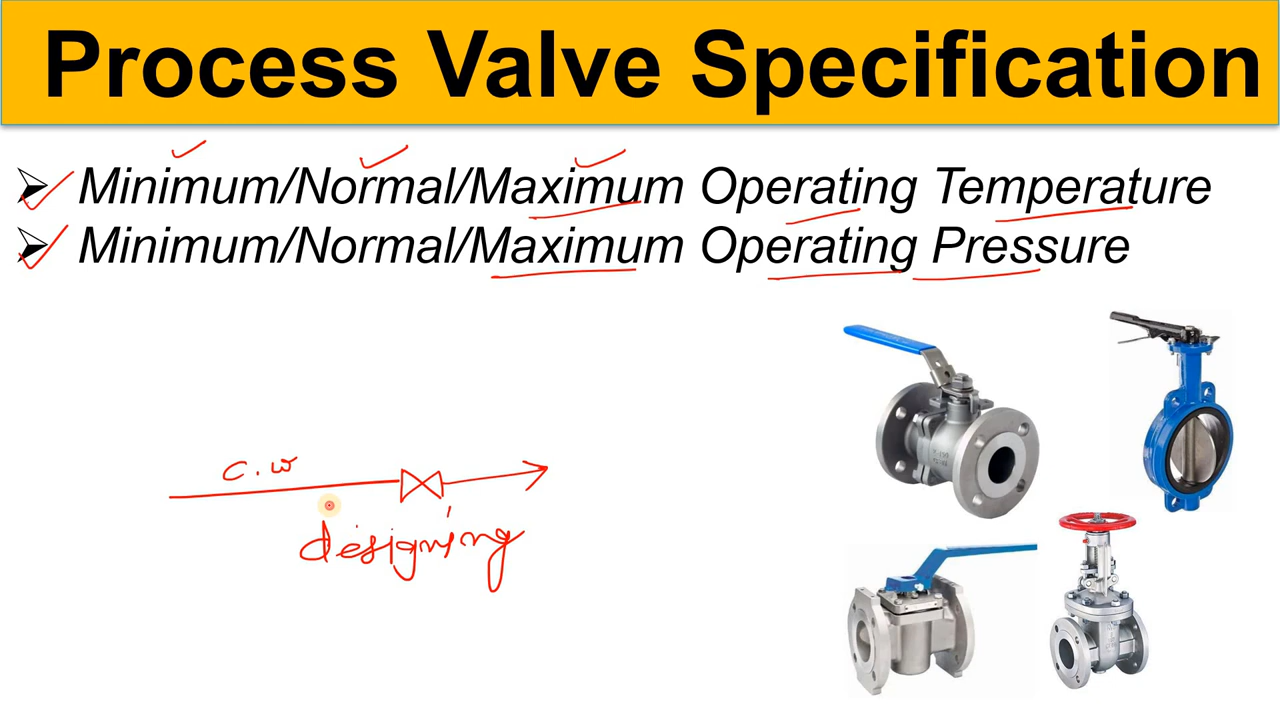 Process Valve Specification
Minimum/Normal/Maximum Operating Temperature
Minimum/Normal/Maximum Operating Pressure
C.W
designing